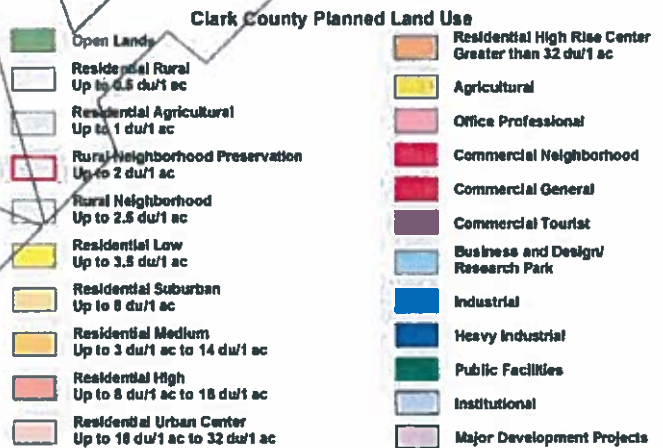 Clark County Planned Land Use
Open Lands
Residential Rural
Up to 0.5 du/1 ac
Residential Agricultural
Up to 1 du/1 ac
Rural Neighborhood Preservation
Up to 2 du/1 ac
Rural Neighborhood
Up to 2.5 du/1 ac
Residential Low
Up to 3.5 du/1 ac
Residential Suburban
Up to 8 du/1 ac
Residential Medium
Up to 3 du/1 ac to 14 du/1 ac
Residential High
Up to 8 du/1 ac to 18 du/1 ac
Residential Urban Center
Up to 18 du/1 ac to 32 du/1 ac
Residential High Rise Center
Greater than 32 du/1 ac
Agricultural
Office Professional
Commercial Neighborhood
Commercial General
Commercial Tourist
Business and Design/
Research Park
Industrial
Heavy Industrial
Public Facilities
Institutional
Major Development Projects